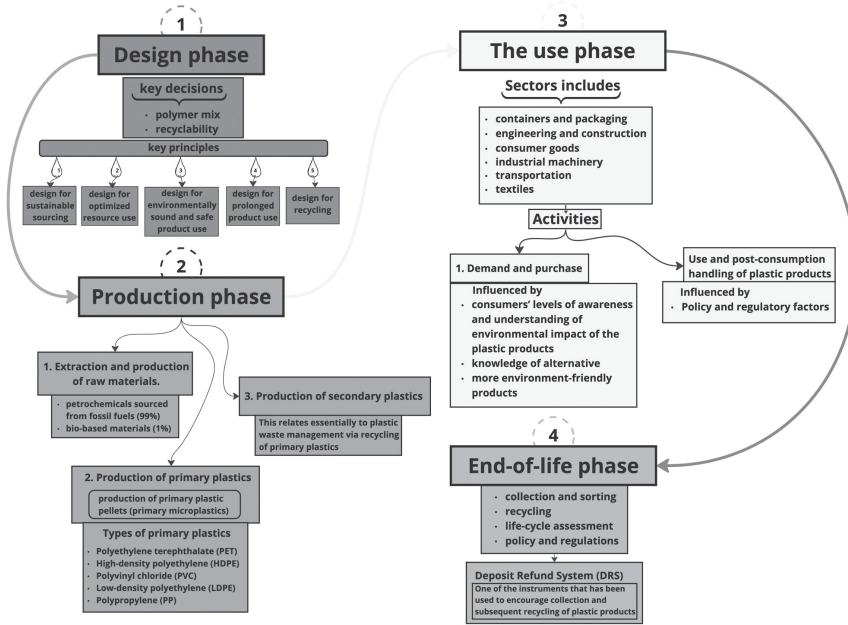 1
Design phase
key decisions
· polymer mix
· recyclability
key principles
1
2
3
4
5
design for
sustainable
sourcing
design for
optimized
resource use
design for
environmentally
sound and safe
product use
design for
prolonged
product use
design for
recycling
2
Production phase
1. Extraction and production
of raw materials.
· petrochemicals sourced
from fossil fuels (99%)
· bio-based materials (1%)
3. Production of secondary plastics
This relates essentially to plastic
waste management via recycling
of primary plastics
2. Production of primary plastics
production of primary plastic
pellets (primary microplastics)
Types of primary plastics
· Polyethylene terephthalate (PET)
· High-density polyethylene (HDPE)
· Polyvinyl chloride (PVC)
· Low-density polyethylene (LDPE)
· Polypropylene (PP)
3
The use phase
Sectors includes
· containers and packaging
· engineering and construction
· consumer goods
· industrial machinery
· transportation
· textiles
Activities
1. Demand and purchase
Influenced by
· consumers' levels of awareness
and understanding of
environmental impact of the
plastic products
· knowledge of alternative
· more environment-friendly
products
Use and post-consumption
handling of plastic products
Influenced by
· Policy and regulatory factors
4
End-of-life phase
· collection and sorting
· recycling
· life-cycle assessment
· policy and regulations
Deposit Refund System (DRS)
One of the instruments that has been
used to encourage collection and
subsequent recycling of plastic products